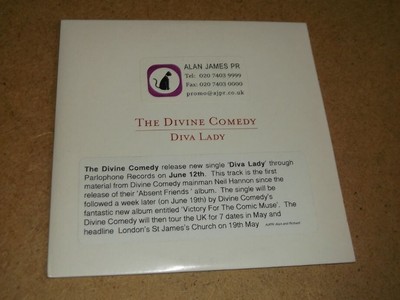 ALAN JAMES PR
Tel: 020 7403 9999
Fax: 020 7403 0000
promo@ajpr.co.uk
THE DIVINE COMEDY
DIVA LADY
The Divine Comedy release new single 'Diva Lady' through
Parlophone Records on June 12th. This track is the first
material from Divine Comedy mainman Neil Hannon since the
release of their 'Absent Friends' album. The single will be
followed a week later (on June 19th) by Divine Comedy's
fantastic new album entitled 'Victory For The Comic Muse'. The
Divine Comedy will then tour the UK for 7 dates in May and
headline London's St James's Church on 19th May